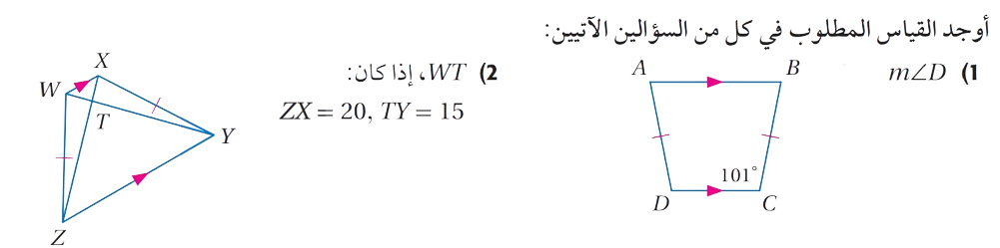 أوجد القياس المطلوب في كل من السؤالين الآتيين:
1) m∠D
A
B
101°
D
C
2) WT، إذا كان:
ZX = 20, TY = 15
X
W
T
Y
Z